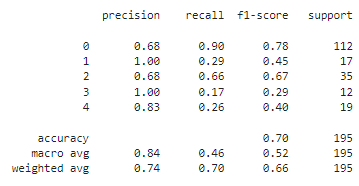 precision recall f1-score support
0 0.68 0.90 0.78 112
1 1.00 0.29 0.45 17
2 0.68 0.66 0.67 35
3 1.00 0.17 0.29 12
4 0.83 0.26 0.40 19
accuracy 0.70 195
macro avg 0.84 0.46 0.52 195
weighted avg 0.74 0.70 0.66 195